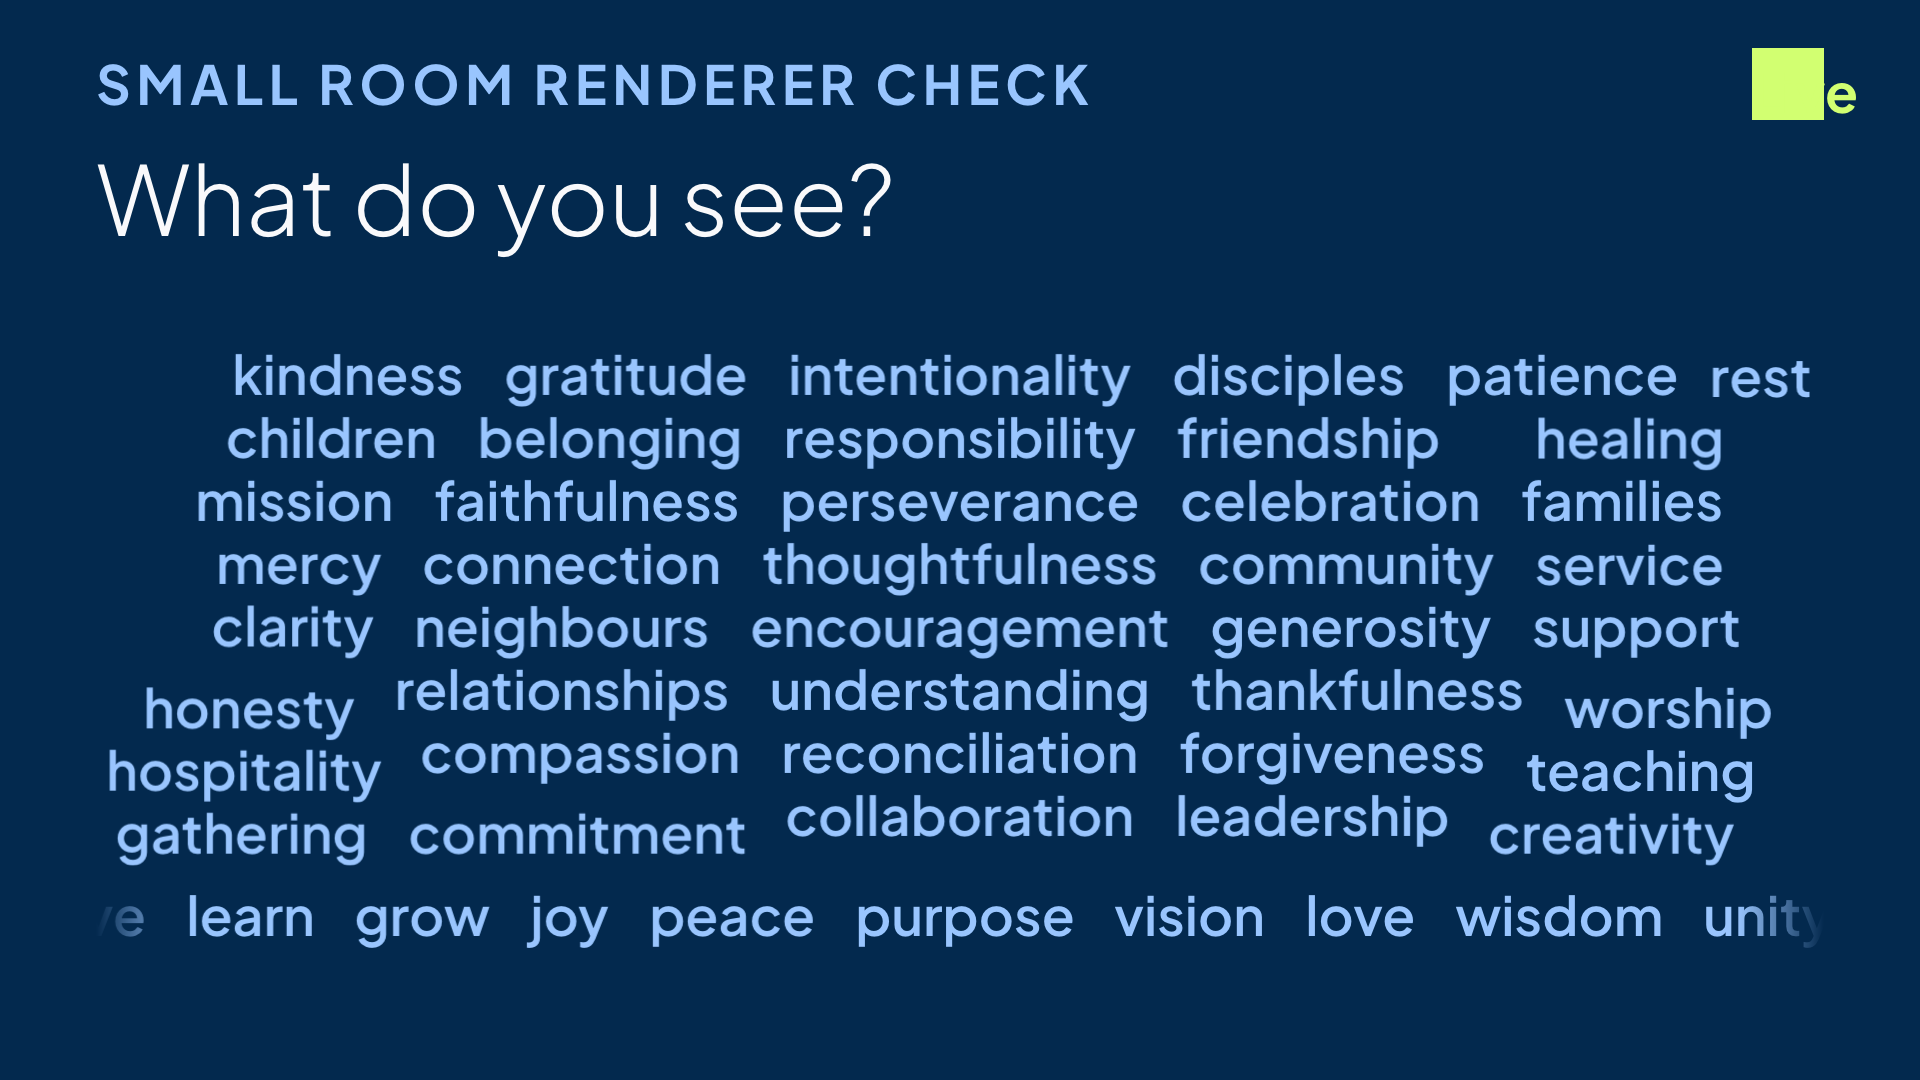 SMALL ROOM RENDERER CHECK
What do you see?
kindness gratitude intentionality disciples patience rest
children belonging responsibility friendship healing
mission faithfulness perseverance celebration families
mercy connection thoughtfulness community service
clarity neighbours encouragement generosity support
honesty relationships understanding thankfulness worship
hospitality compassion reconciliation forgiveness teaching
gathering commitment collaboration leadership creativity
learn grow joy peace purpose vision love wisdom unity